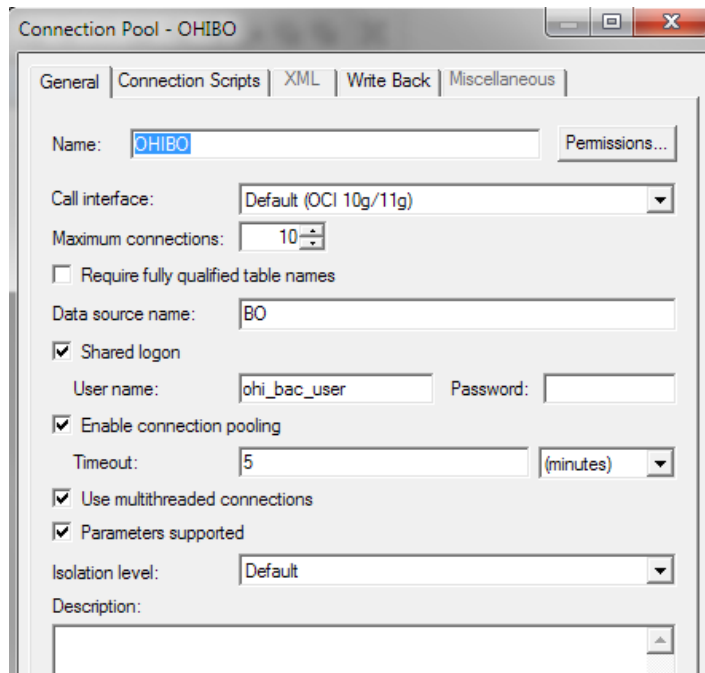 Connection Pool - OHIBO
General Connection Scripts XML Write Back Miscellaneous
Name: OHIBO Permissions...
Call interface: Default (OCI 10g/11g)
Maximum connections: 10
Require fully qualified table names
Data source name: BO
Shared logon
User name: ohi_bac_user Password:
Enable connection pooling
Timeout: 5 (minutes)
Use multithreaded connections
Parameters supported
Isolation level: Default
Description: